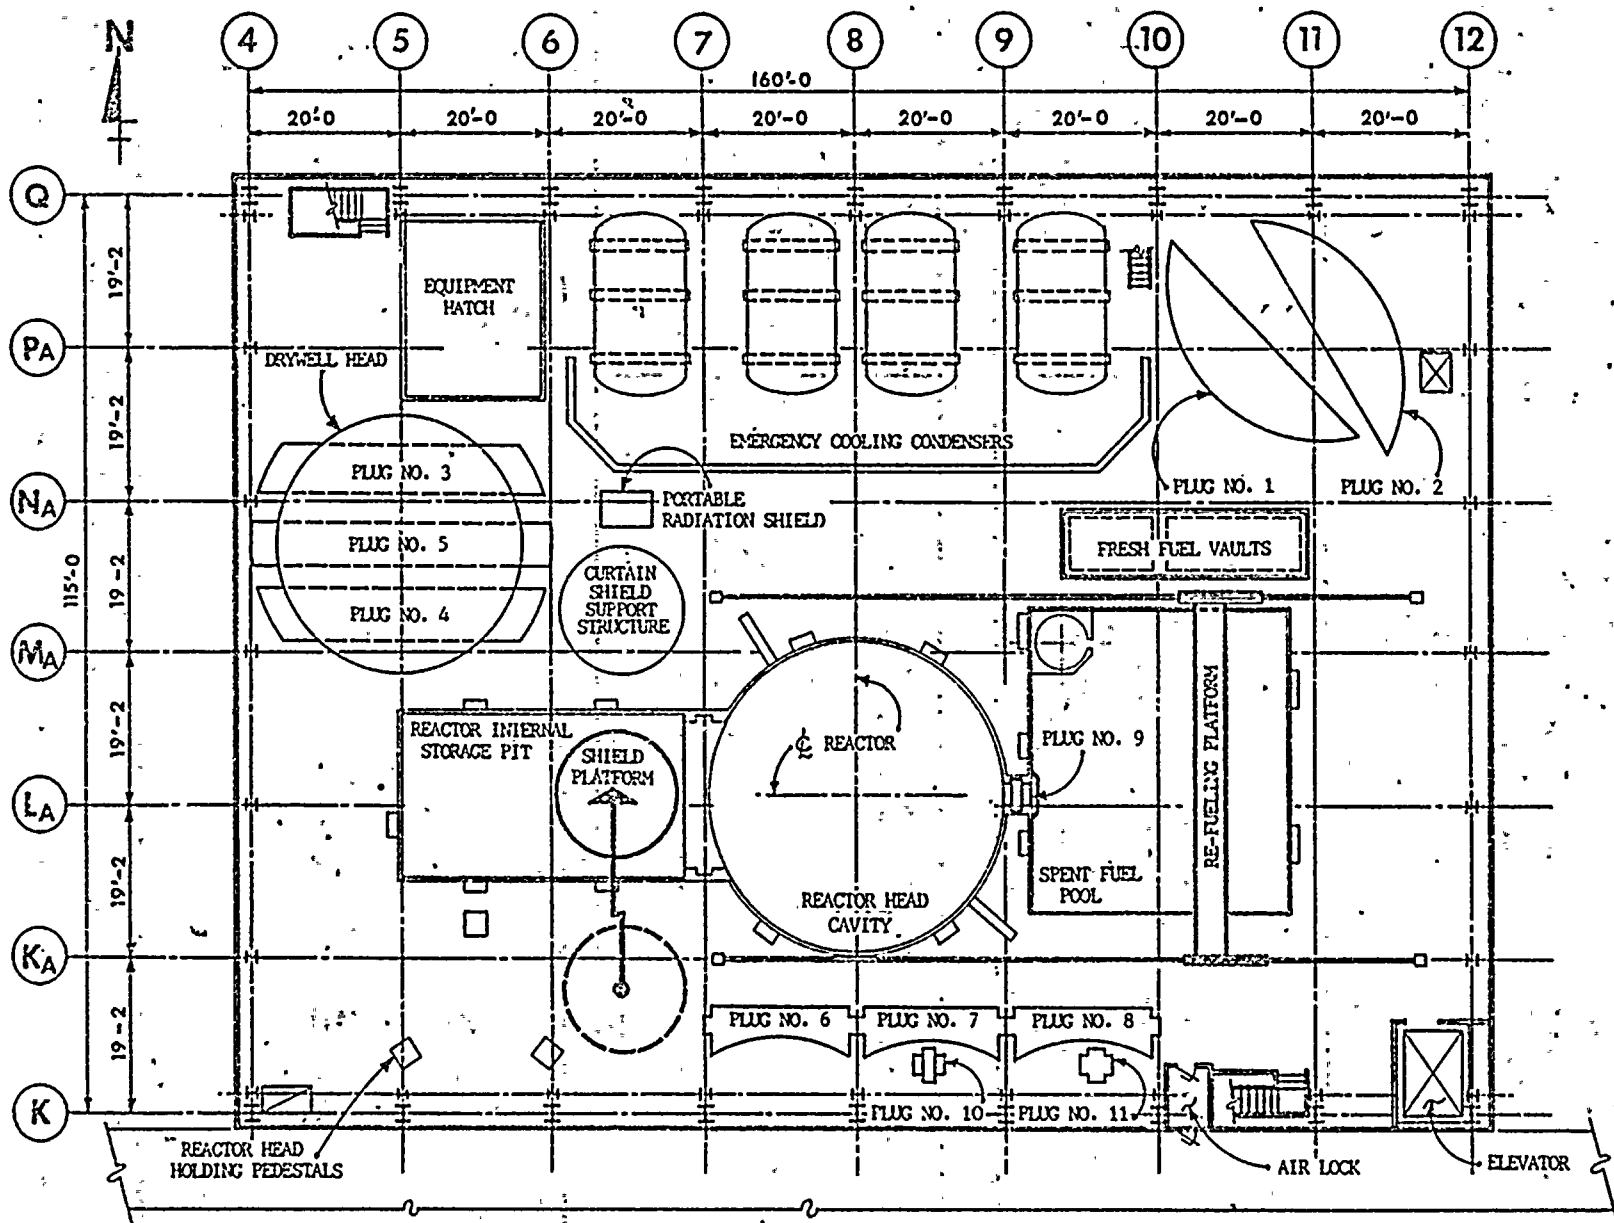 N
4 5 6 7 8 9 10 11 12
160'-0
20'-0 20'-0 20'-0 20'-0 20'-0 20'-0 20'-0 20'-0
Q
19'-2
EQUIPMENT
HATCH
PA
DRYWELL HEAD
19'-2
EMERGENCY COOLING CONDENSERS
PLUG NO. 3
PLUG NO. 1
PLUG NO. 2
NA
PORTABLE
RADIATION SHIELD
PLUG NO. 5
FRESH FUEL VAULTS
115'-0
19'-2
CURTAIN
SHIELD
SUPPORT
STRUCTURE
PLUG NO. 4
MA
19'-2
REACTOR INTERNAL
STORAGE PIT
SHIELD
PLATFORM
℄ REACTOR
PLUG NO. 9
RE-FUELING PLATFORM
LA
19'-2
SPENT FUEL
POOL
REACTOR HEAD
CAVITY
KA
19-2
PLUG NO. 6
PLUG NO. 7
PLUG NO. 8
K
PLUG NO. 10
PLUG NO. 11
REACTOR HEAD
HOLDING PEDESTALS
AIR LOCK
ELEVATOR